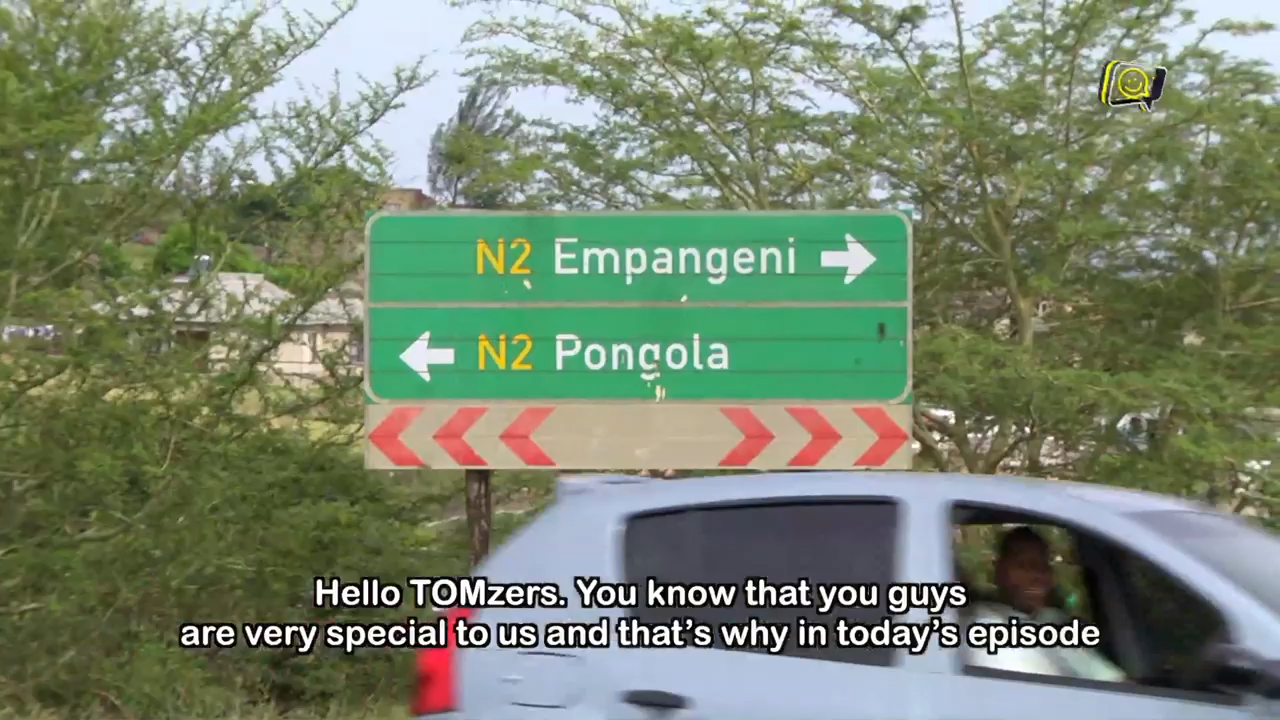 N2 Empangeni
N2 Pongola
Hello TOMzers. You know that you guys
are very special to us and that's why in today's episode